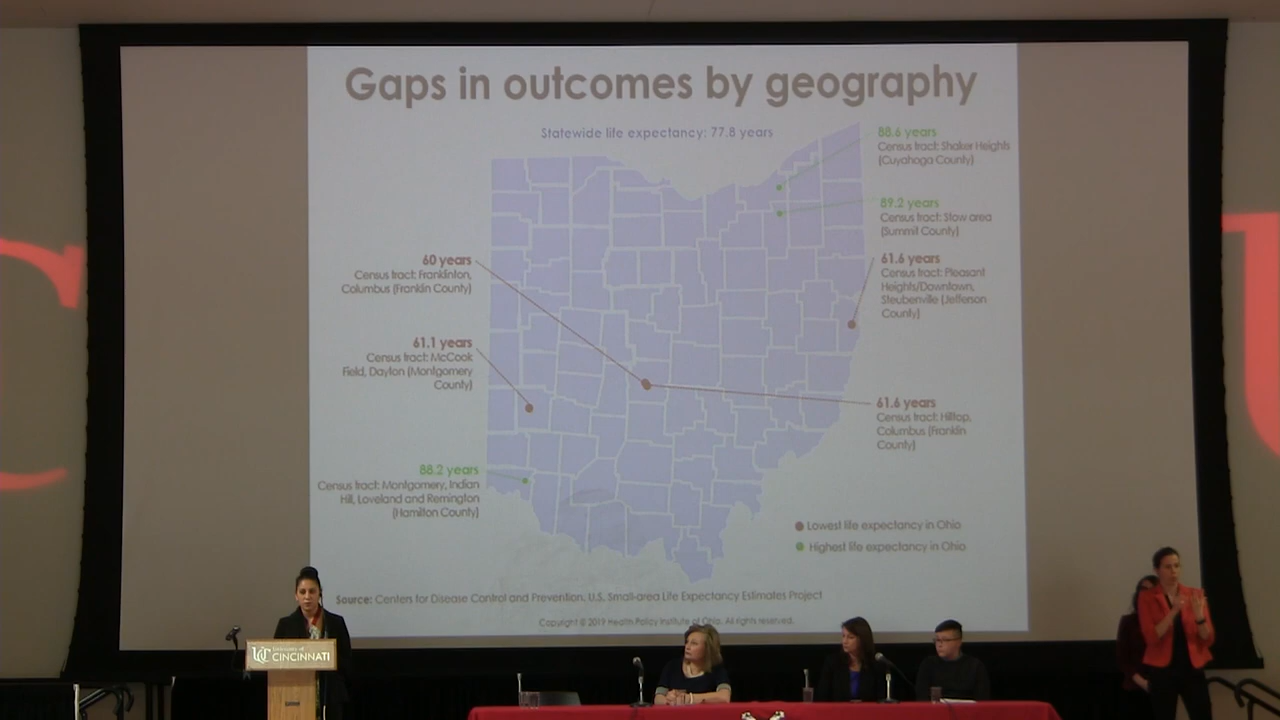 Gaps in outcomes by geography
Statewide life expectancy: 77.8 years
88.6 years
Census tract: Shaker Heights
(Cuyahoga County)
89.2 years
Census tract: Stow area
(Summit County)
60 years
Census tract: Franklinton,
Columbus (Franklin County)
61.6 years
Census tract: Pleasant
Heights/Downtown,
Steubenville (Jefferson
County)
61.1 years
Census tract: McCook
Field, Dayton (Montgomery
County)
61.6 years
Census tract: Hilltop,
Columbus (Franklin
County)
88.2 years
Census tract: Montgomery, Indian
Hill, Loveland and Remington
(Hamilton County)
Lowest life expectancy in Ohio
Highest life expectancy in Ohio
Source: Centers for Disease Control and Prevention. U.S. Small-area Life Expectancy Estimates Project
Copyright © 2019 Health Policy Institute of Ohio. All rights reserved.
C
UC University of
CINCINNATI